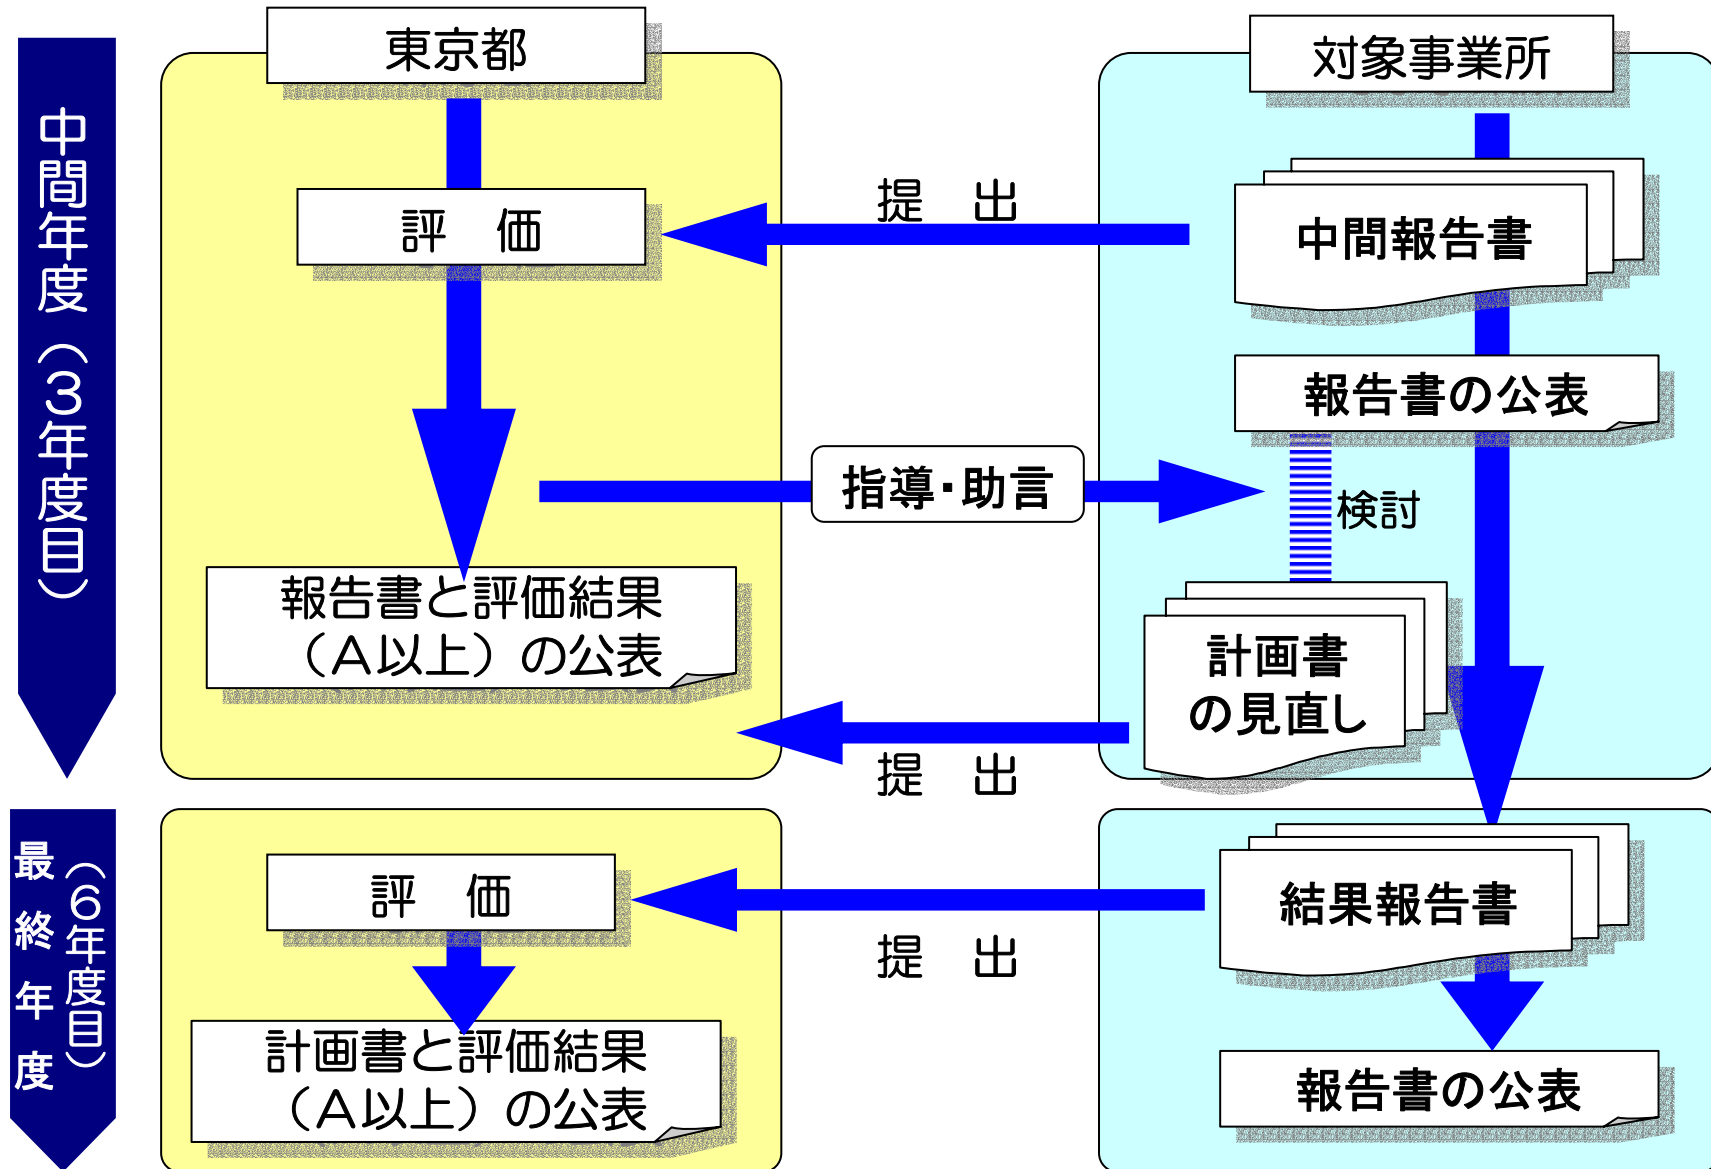 中間年度（３年度目）
東京都
対象事業所
評　価
提　出
中間報告書
報告書の公表
指導・助言
検討
報告書と評価結果
（Ａ以上）の公表
計画書
の見直し
提　出
最終年度
（６年度目）
評　価
提　出
結果報告書
計画書と評価結果
（Ａ以上）の公表
報告書の公表